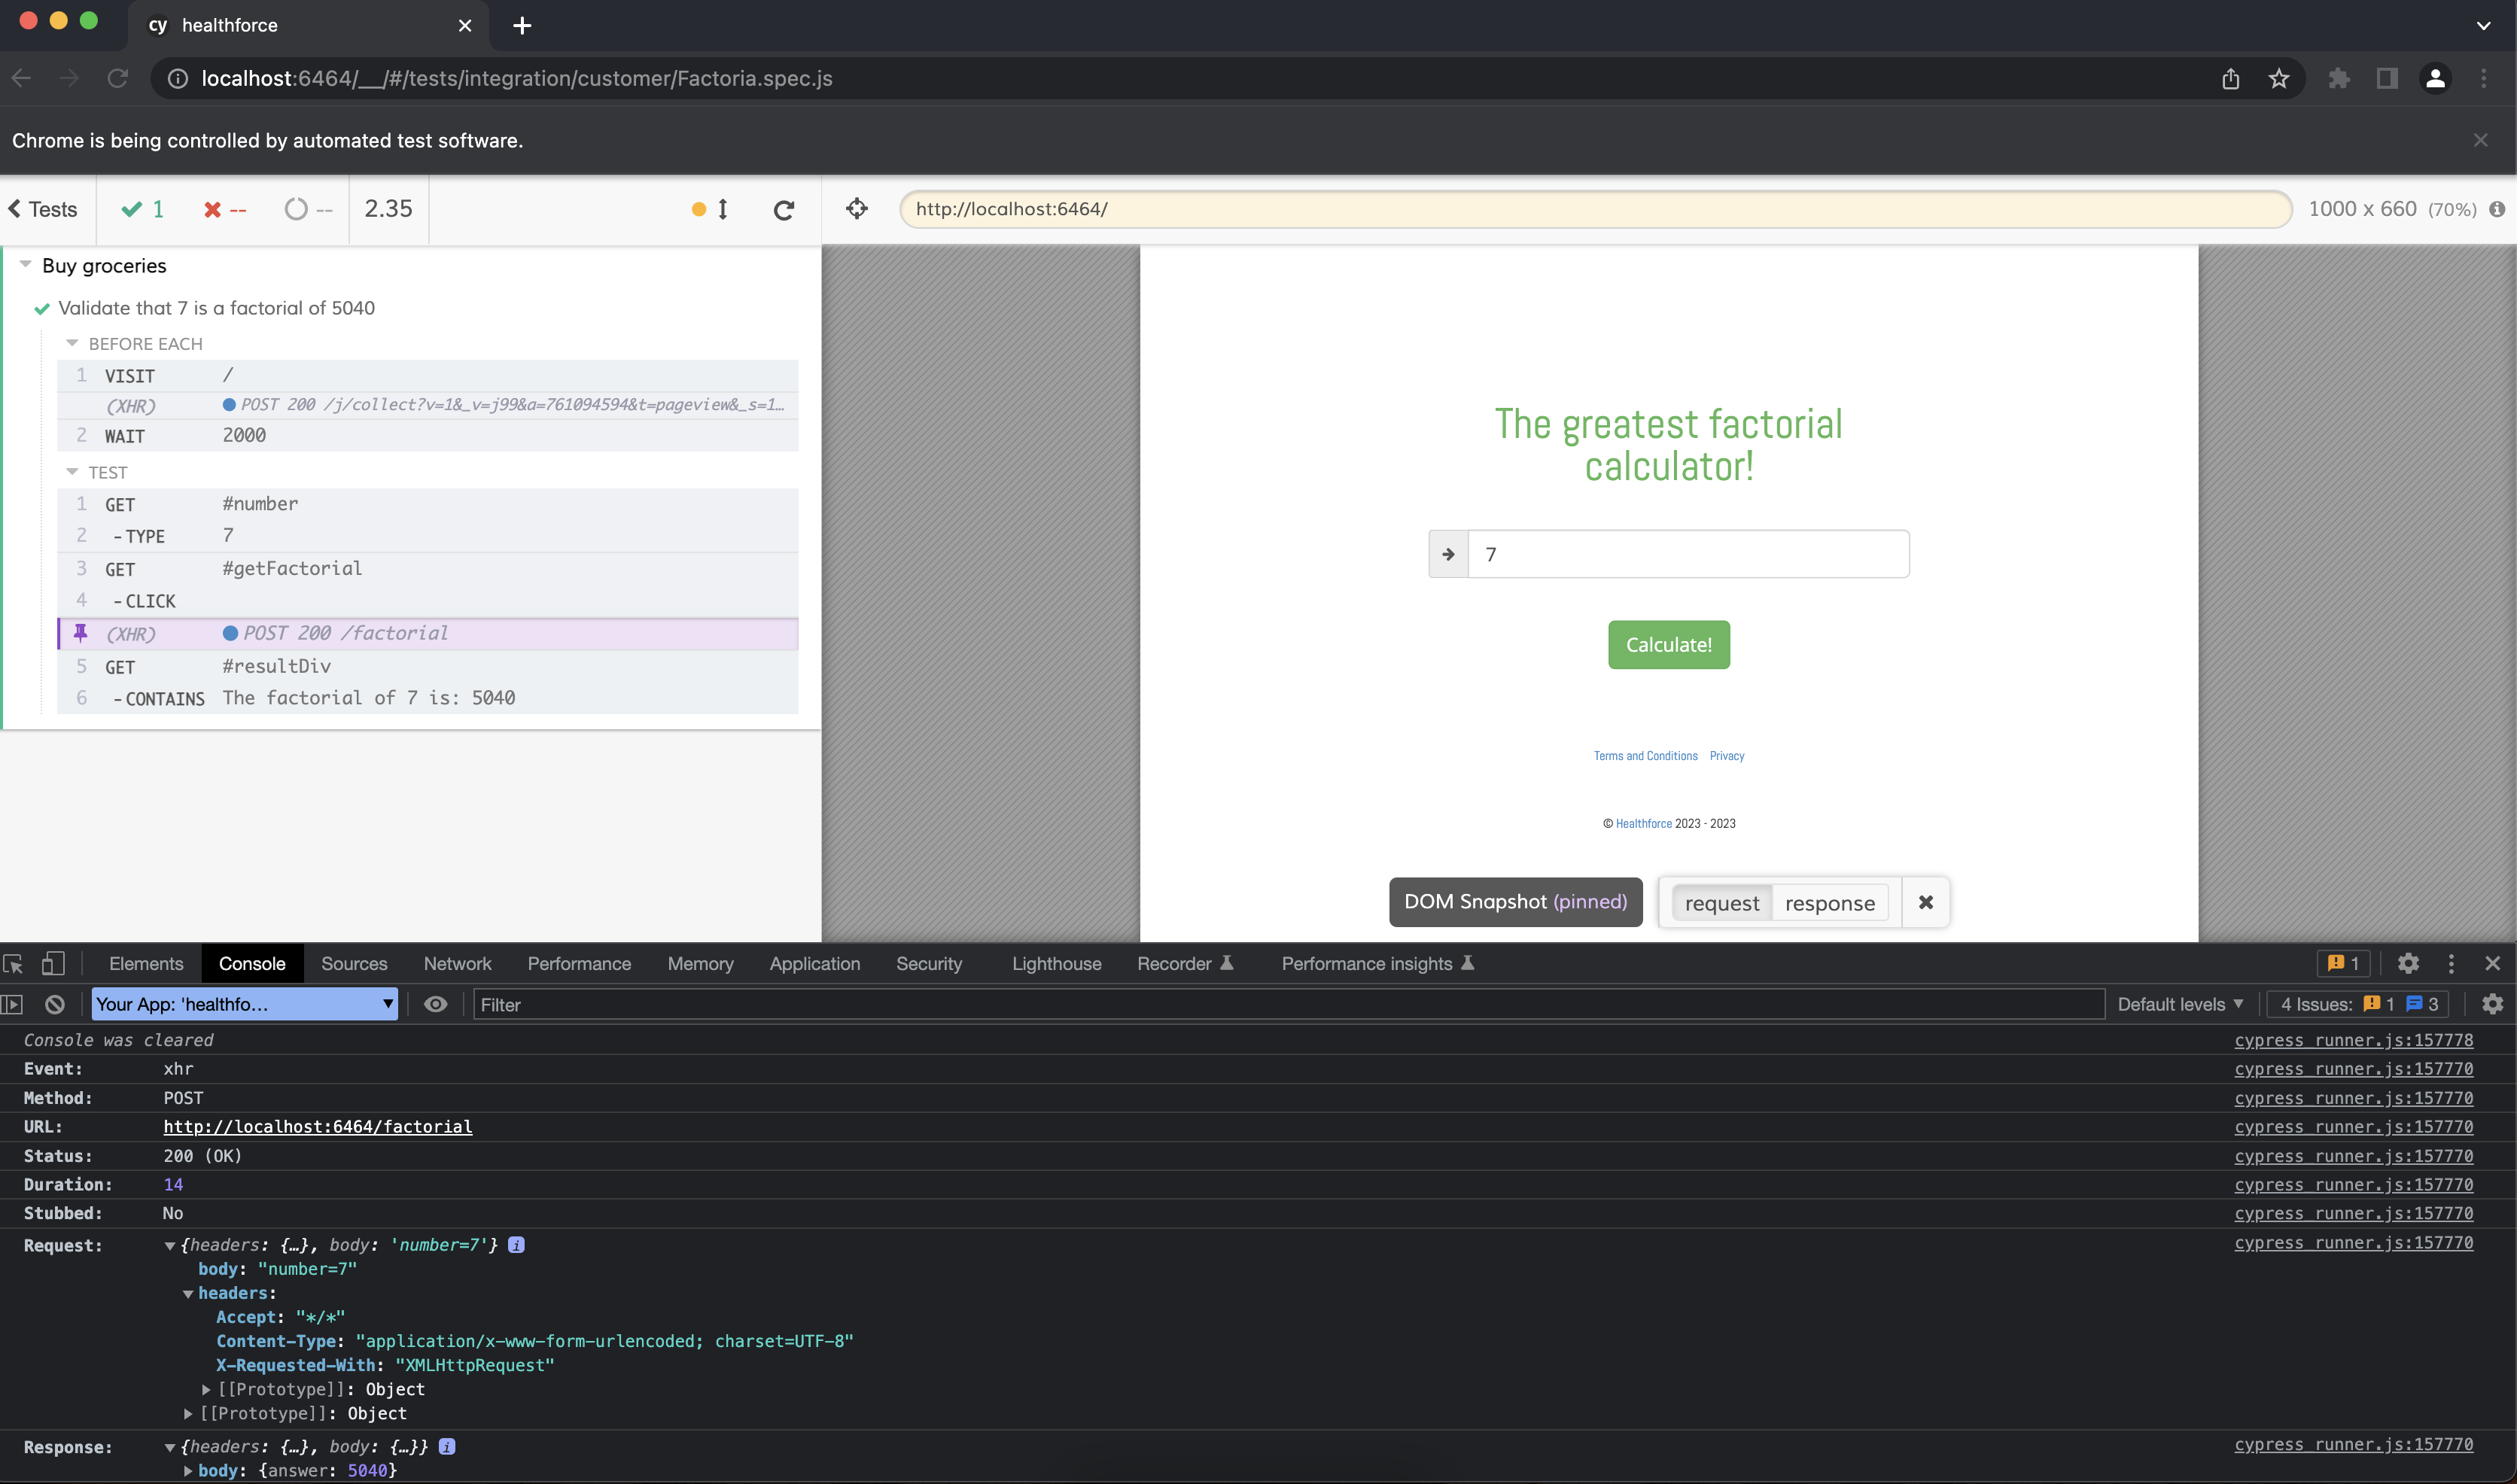 cy healthforce
localhost:6464/__/#/tests/integration/customer/Factoria.spec.js
Chrome is being controlled by automated test software.
Tests 1 -- -- 2.35
http://localhost:6464/ 1000 x 660 (70%)
Buy groceries
Validate that 7 is a factorial of 5040
BEFORE EACH
1 VISIT /
(XHR) POST 200 /j/collect?v=1&_v=j99&a=761094594&t=pageview&_s=1…
2 WAIT 2000
TEST
1 GET #number
2 -TYPE 7
3 GET #getFactorial
4 -CLICK
(XHR) POST 200 /factorial
5 GET #resultDiv
6 -CONTAINS The factorial of 7 is: 5040
The greatest factorial
calculator!
7
Calculate!
Terms and Conditions Privacy
© Healthforce 2023 - 2023
DOM Snapshot (pinned) request response
Elements Console Sources Network Performance Memory Application Security Lighthouse Recorder Performance insights 1
Your App: 'healthfo… Filter Default levels 4 Issues: 1 3
Console was cleared cypress_runner.js:157778
Event: xhr cypress_runner.js:157770
Method: POST cypress_runner.js:157770
URL: http://localhost:6464/factorial cypress_runner.js:157770
Status: 200 (OK) cypress_runner.js:157770
Duration: 14 cypress_runner.js:157770
Stubbed: No cypress_runner.js:157770
Request: {headers: {…}, body: 'number=7'} i cypress_runner.js:157770
body: "number=7"
headers:
Accept: "*/*"
Content-Type: "application/x-www-form-urlencoded; charset=UTF-8"
X-Requested-With: "XMLHttpRequest"
[[Prototype]]: Object
[[Prototype]]: Object
Response: {headers: {…}, body: {…}} i cypress_runner.js:157770
body: {answer: 5040}